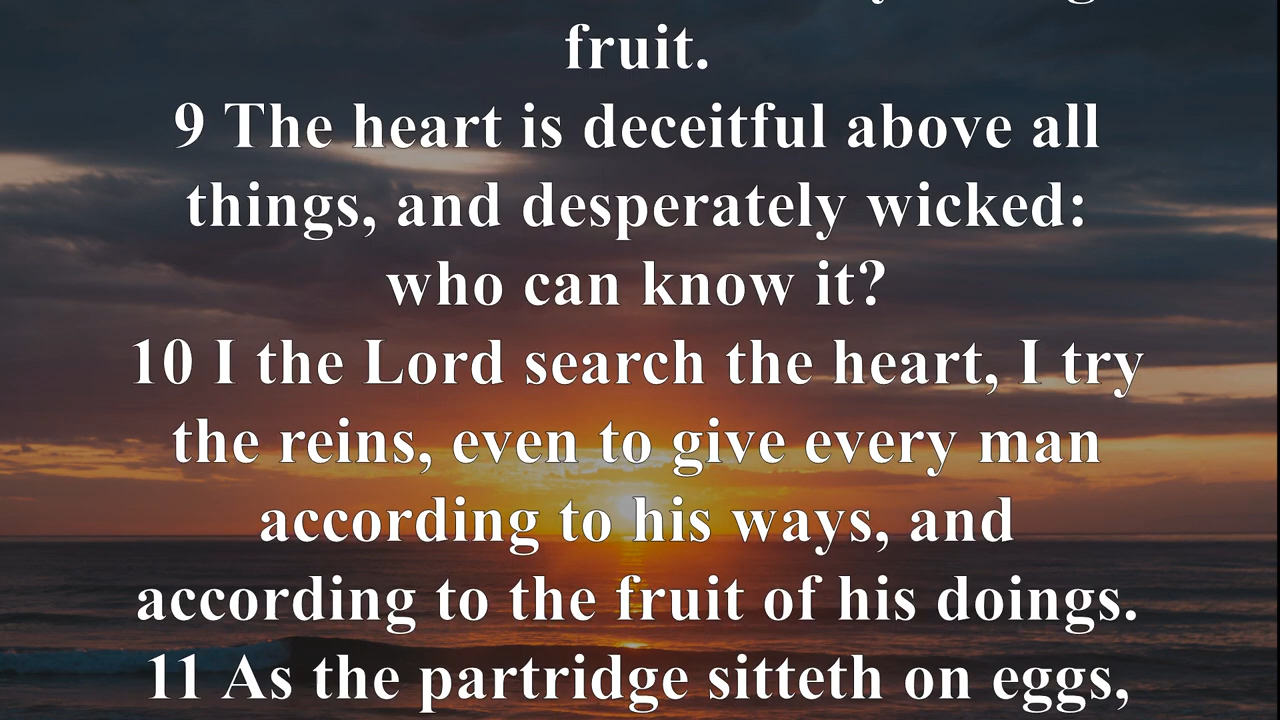 fruit.
9 The heart is deceitful above all
things, and desperately wicked:
who can know it?
10 I the Lord search the heart, I try
the reins, even to give every man
according to his ways, and
according to the fruit of his doings.
11 As the partridge sitteth on eggs,